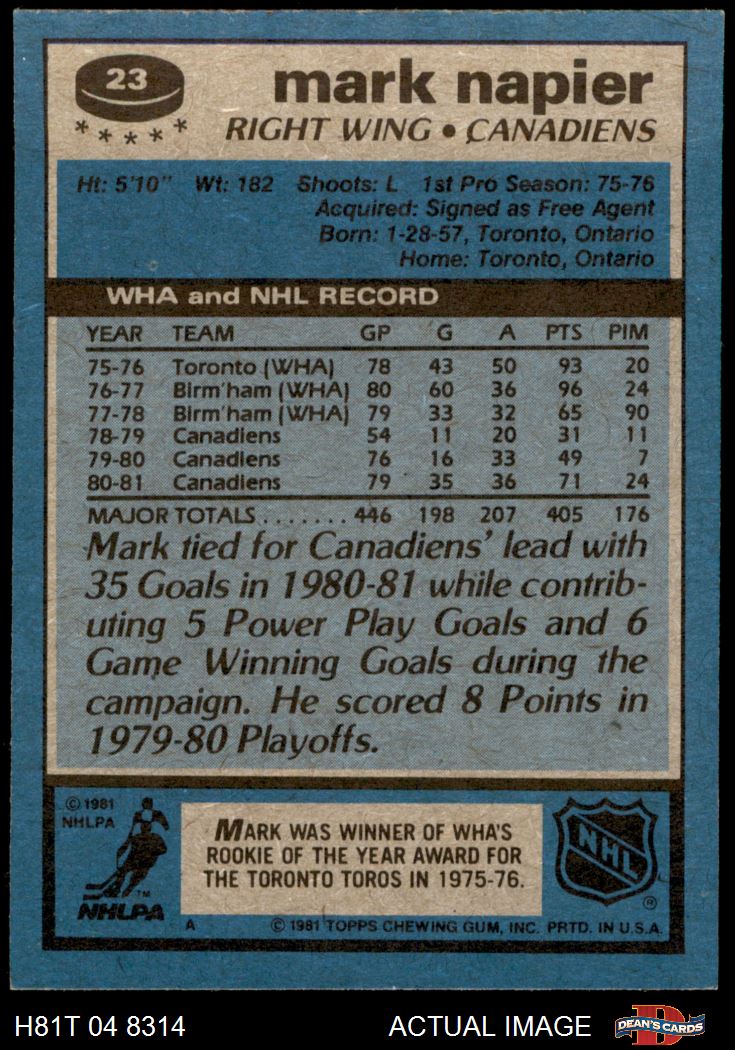 23
mark napier
RIGHT WING • CANADIENS
Ht: 5'10" Wt: 182 Shoots: L 1st Pro Season: 75-76
Acquired: Signed as Free Agent
Born: 1-28-57, Toronto, Ontario
Home: Toronto, Ontario
WHA and NHL RECORD
YEAR TEAM GP G A PTS PIM
75-76 Toronto (WHA) 78 43 50 93 20
76-77 Birm'ham (WHA) 80 60 36 96 24
77-78 Birm'ham (WHA) 79 33 32 65 90
78-79 Canadiens 54 11 20 31 11
79-80 Canadiens 76 16 33 49 7
80-81 Canadiens 79 35 36 71 24
MAJOR TOTALS ....... 446 198 207 405 176
Mark tied for Canadiens' lead with
35 Goals in 1980-81 while contrib-
uting 5 Power Play Goals and 6
Game Winning Goals during the
campaign. He scored 8 Points in
1979-80 Playoffs.
© 1981
NHLPA
NHLPA
TM
MARK WAS WINNER OF WHA'S
ROOKIE OF THE YEAR AWARD FOR
THE TORONTO TOROS IN 1975-76.
NHL
®
A © 1981 TOPPS CHEWING GUM, INC. PRTD. IN U.S.A.
H81T 04 8314 ACTUAL IMAGE
D
DEAN'S CARDS